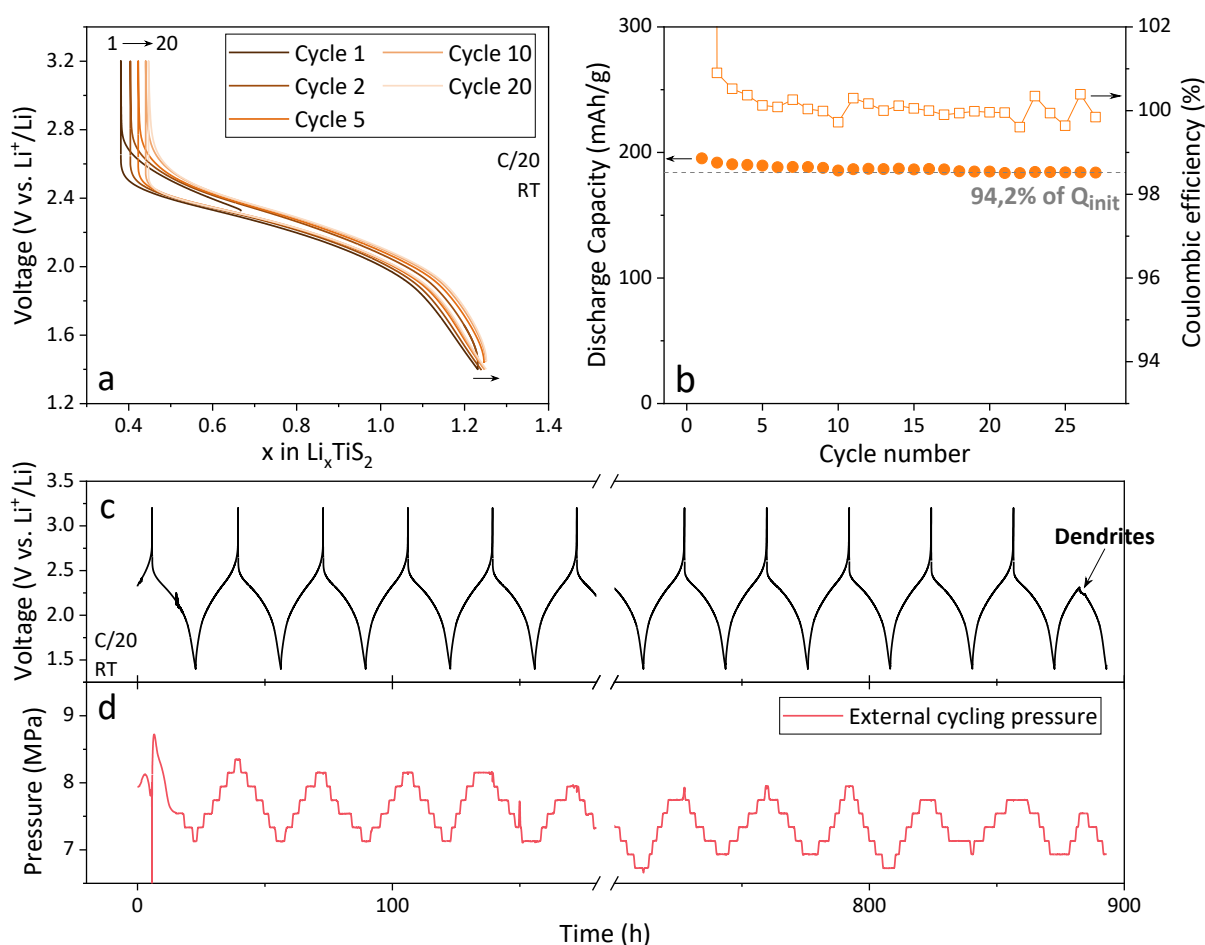 a
1 → 20
Cycle 1
Cycle 2
Cycle 5
Cycle 10
Cycle 20
C/20
RT
Voltage (V vs. Li⁺/Li)
3.2
2.8
2.4
2.0
1.6
1.2
0.4 0.6 0.8 1.0 1.2 1.4
x in LiₓTiS₂
b
Discharge Capacity (mAh/g)
300
200
100
0
94,2% of Q_init
Coulombic efficiency (%)
102
100
98
96
94
0 5 10 15 20 25
Cycle number
c
Voltage (V vs. Li⁺/Li)
3.5
3.0
2.5
2.0
1.5
C/20
RT
Dendrites
d
Pressure (MPa)
9
8
7
External cycling pressure
0 100 800 900
Time (h)